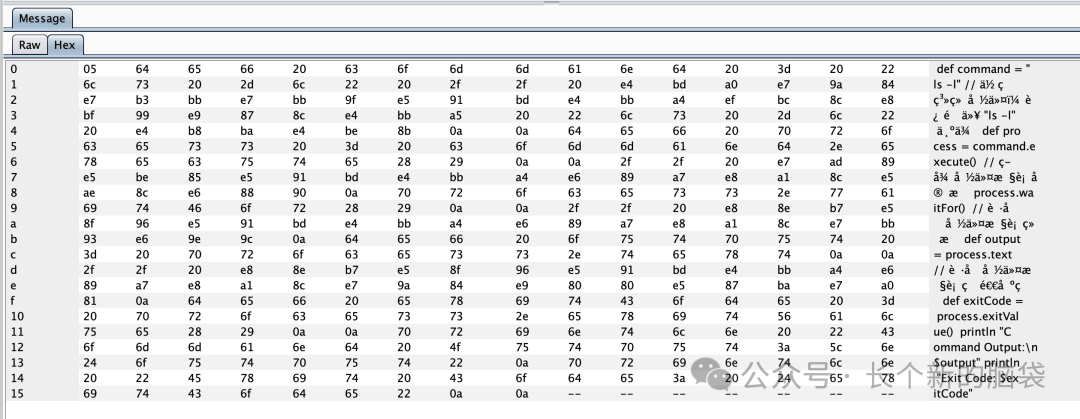 Message
Raw Hex
0 05 64 65 66 20 63 6f 6d 6d 61 6e 64 20 3d 20 22 def command = "
1 6c 73 20 2d 6c 22 20 2f 2f 20 e4 bd a0 e7 9a 84 ls -l" // ä½ ç
2 e7 b3 bb e7 bb 9f e5 91 bd e4 bb a4 ef bc 8c e8 ç³»ç» å ½ä»¤ï¼ è
3 bf 99 e9 87 8c e4 bb a5 20 22 6c 73 20 2d 6c 22 ¿ é ä»¥ "ls -l"
4 20 e4 b8 ba e4 be 8b 0a 0a 64 65 66 20 70 72 6f ä¸ºä¾ def pro
5 63 65 73 73 20 3d 20 63 6f 6d 6d 61 6e 64 2e 65 cess = command.e
6 78 65 63 75 74 65 28 29 0a 0a 2f 2f 20 e7 ad 89 xecute() // ç-
7 e5 be 85 e5 91 bd e4 bb a4 e6 89 a7 e8 a1 8c e5 å¾ å ½ä»¤æ §è¡ å
8 ae 8c e6 88 90 0a 70 72 6f 63 65 73 73 2e 77 61 ® æ process.wa
9 69 74 46 6f 72 28 29 0a 0a 2f 2f 20 e8 8e b7 e5 itFor() // è ·å
a 8f 96 e5 91 bd e4 bb a4 e6 89 a7 e8 a1 8c e7 bb å ½ä»¤æ §è¡ ç»
b 93 e6 9e 9c 0a 64 65 66 20 6f 75 74 70 75 74 20 æ def output
c 3d 20 70 72 6f 63 65 73 73 2e 74 65 78 74 0a 0a = process.text
d 2f 2f 20 e8 8e b7 e5 8f 96 e5 91 bd e4 bb a4 e6 // è ·å å ½ä»¤æ
e 89 a7 e8 a1 8c e7 9a 84 e9 80 80 e5 87 ba e7 a0 §è¡ ç é€€å ºç
f 81 0a 64 65 66 20 65 78 69 74 43 6f 64 65 20 3d def exitCode =
10 20 70 72 6f 63 65 73 73 2e 65 78 69 74 56 61 6c process.exitVal
11 75 65 28 29 0a 0a 70 72 69 6e 74 6c 6e 20 22 43 ue() println "C
12 6f 6d 6d 61 6e 64 20 4f 75 74 70 75 74 3a 5c 6e ommand Output:\n
13 24 6f 75 74 70 75 74 22 0a 70 72 69 6e 74 6c 6e $output" println
14 20 22 45 78 69 74 20 43 6f 64 65 3a 20 24 65 78 "Exit Code: $ex
15 69 74 43 6f 64 65 22 0a 0a -- -- -- -- -- -- -- itCode"
公众号 · 长个新的脑袋